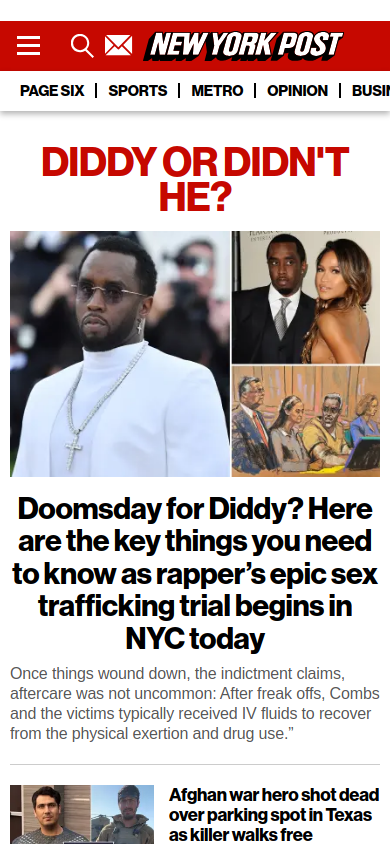 NEW YORK POST
PAGE SIX
SPORTS
METRO
OPINION
BUSI
DIDDY OR DIDN'T
HE?
Doomsday for Diddy? Here
are the key things you need
to know as rapper’s epic sex
trafficking trial begins in
NYC today
Once things wound down, the indictment claims,
aftercare was not uncommon: After freak offs, Combs
and the victims typically received IV fluids to recover
from the physical exertion and drug use.”
Afghan war hero shot dead
over parking spot in Texas
as killer walks free